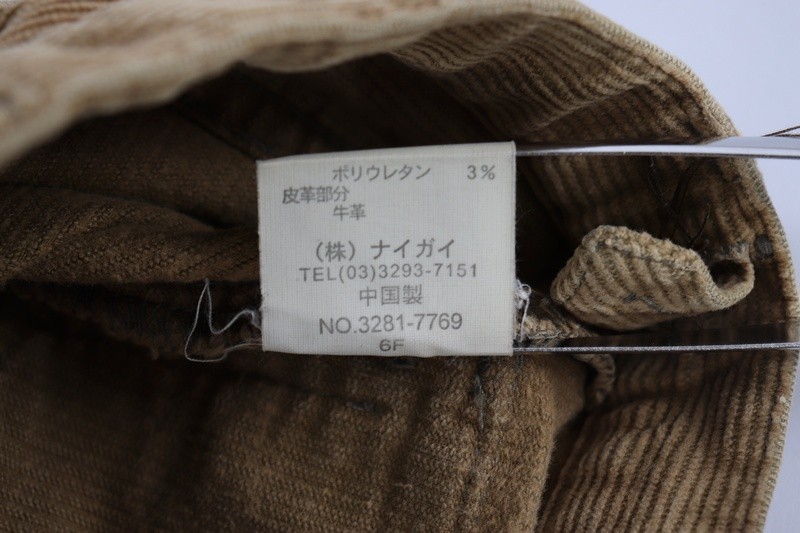 ポリウレタン 3%
皮革部分
牛革
(株) ナイガイ
TEL(03)3293-7151
中国製
NO.3281-7769
6F